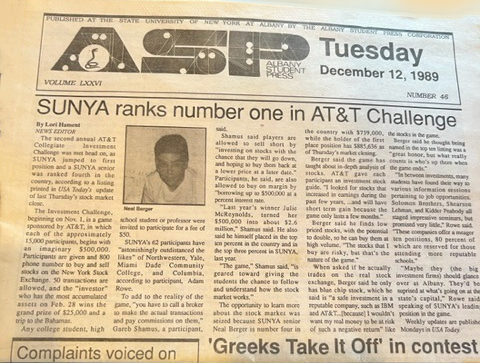 PUBLISHED AT THE STATE UNIVERSITY OF NEW YORK AT ALBANY BY THE ALBANY STUDENT PRESS CORPORATION
ASP
ALBANY
STUDENT
PRESS
Tuesday
December 12, 1989
VOLUME LXXVI
NUMBER 46
SUNYA ranks number one in AT&T Challenge
By Lori Hament
NEWS EDITOR
The second annual AT&T
Collegiate Investment
Challenge was met head on, as
SUNYA jumped to first
position and a SUNYA senior
was ranked fourth in the
country, according to a listing
printed in USA Today's update
of last Thursday's stock market
close.
The Investment Challenge,
beginning on Nov. 1, is a game
sponsored by AT&T, in which
each of the approximately
15,000 participants, begins with
an imaginary $500,000.
Participants are given an 800
phone number to buy and sell
stocks on the New York Stock
Exchange. 50 transactions are
allowed, and the "investor"
who has the most accumulated
assets on Feb. 28 wins the
grand prize of $25,000 and a
trip to the Bahamas.
Any college student, high
Neal Berger
school student or professor were
invited to participate for a fee of
$50.
SUNYA's 62 participants have
"astonishingly outdistanced the
likes" of Northwestern, Yale,
Miami Dade Community
College, and Columbia,
according to participant, Adam
Rowe.
"To add to the reality of the
game, "you have to call a broker
to make the actual transactions
and pay commissions on them,"
Gareb Shamus, a participant,
said.
Shamus said players are
allowed to sell short by
"investing on stocks with the
chance that they will go down,
and hoping to buy them back at
a lower price at a later date."
Participants, he said, are also
allowed to buy on margin by
"borrowing up to $500,000 at a
percent interest rate.
"Last year's winner Julie
McReynolds, turned her
$500,000 into about $2.6
million," Shamus said. He also
said he himself placed in the top
ten percent in the country and in
the top three percent in SUNYA,
last year.
The "game," Shamus said, "is
geared toward giving the
students the chance to follow
and understand how the stock
market works."
The opportunity to learn more
about the stock markets was
seized because SUNYA senior
Neal Berger is number four in
the country with $739,000,
while the holder of the first
place position has $885,636 as
of Thursday's market closing.
Berger said the game has
taught about in-depth analysis of
stocks. AT&T gave each
participant an investment stock
guide. "I looked for stocks that
increased in earnings during the
past few years, ...and will have
short term gain because the
game only lasts a few months."
Berger said he finds low
priced stocks, with the potential
to double, so he can buy them at
high volume. "The stocks that I
buy are risky, but that's the
nature of the game."
When asked if he actually
trades on the real stock
exchange, Berger said he only
has blue chip stock, which he
said is "a safe investment in a
reputable company, such as IBM
and AT&T...[because] I wouldn't
want my real money to be at risk
of such a negative return" like
the stocks in the game.
Berger said he thought being
named in the top ten listing was a
"great honor, but what really
counts is who's up there when
the game ends."
"In between investments, many
students have found their way to
various information sessions
pertaining to job opportunities.
Solomon Brothers, Shearson
Lehman, and Kidder Peabody all
staged impressive seminars, but
promised very little," Rowe said.
"These companies offer a meager
ten positions, 80 percent of
which are reserved for those
attending more reputable
schools."
"Maybe they (the big
investment firms) should glance
over at Albany. They'd be
suprised at what's going on at the
state's capital," Rowe said
speaking of SUNYA's leading
position in the game.
Weekly updates are published
Mondays in USA Today.
Complaints voiced on
'Greeks Take It Off' in contest